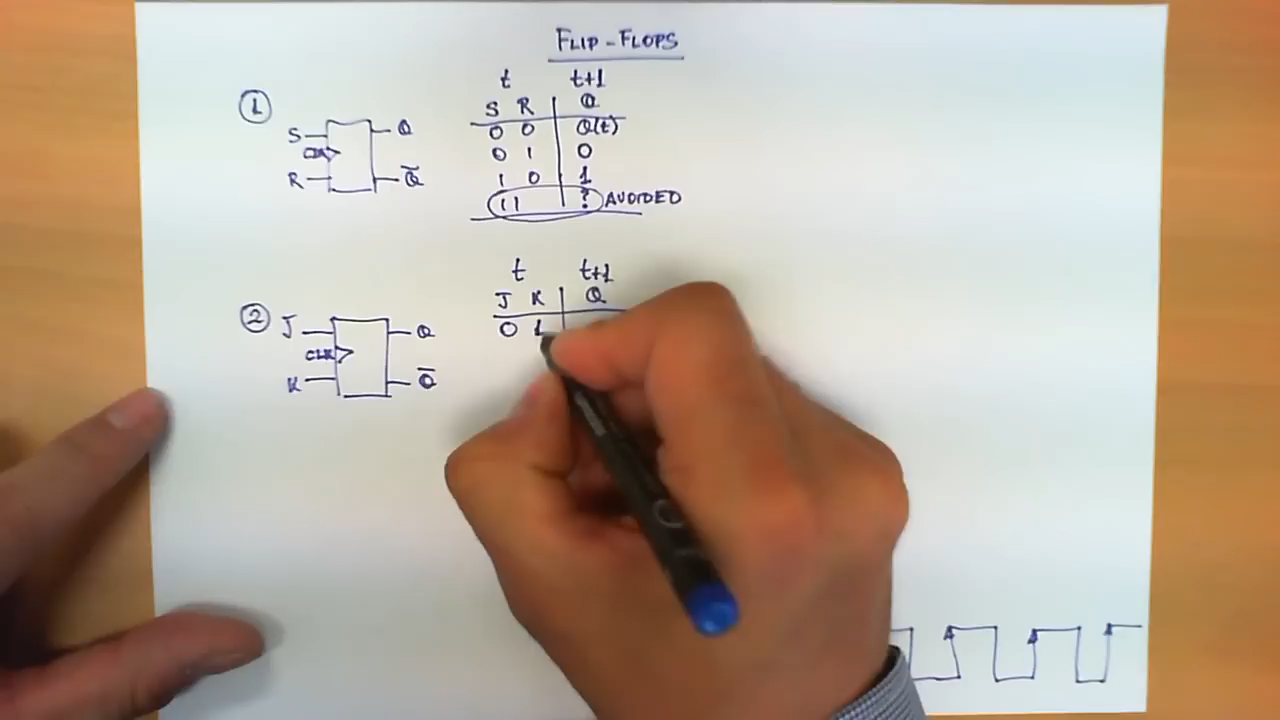 FLIP-FLOPS
1
S
CLK
R
Q
Q̅
t t+1
S R Q
0 0 Q(t)
0 1 0
1 0 1
1 1 ? AVOIDED
2
J
CLK
K
Q
Q̅
t t+1
J K Q
0 1